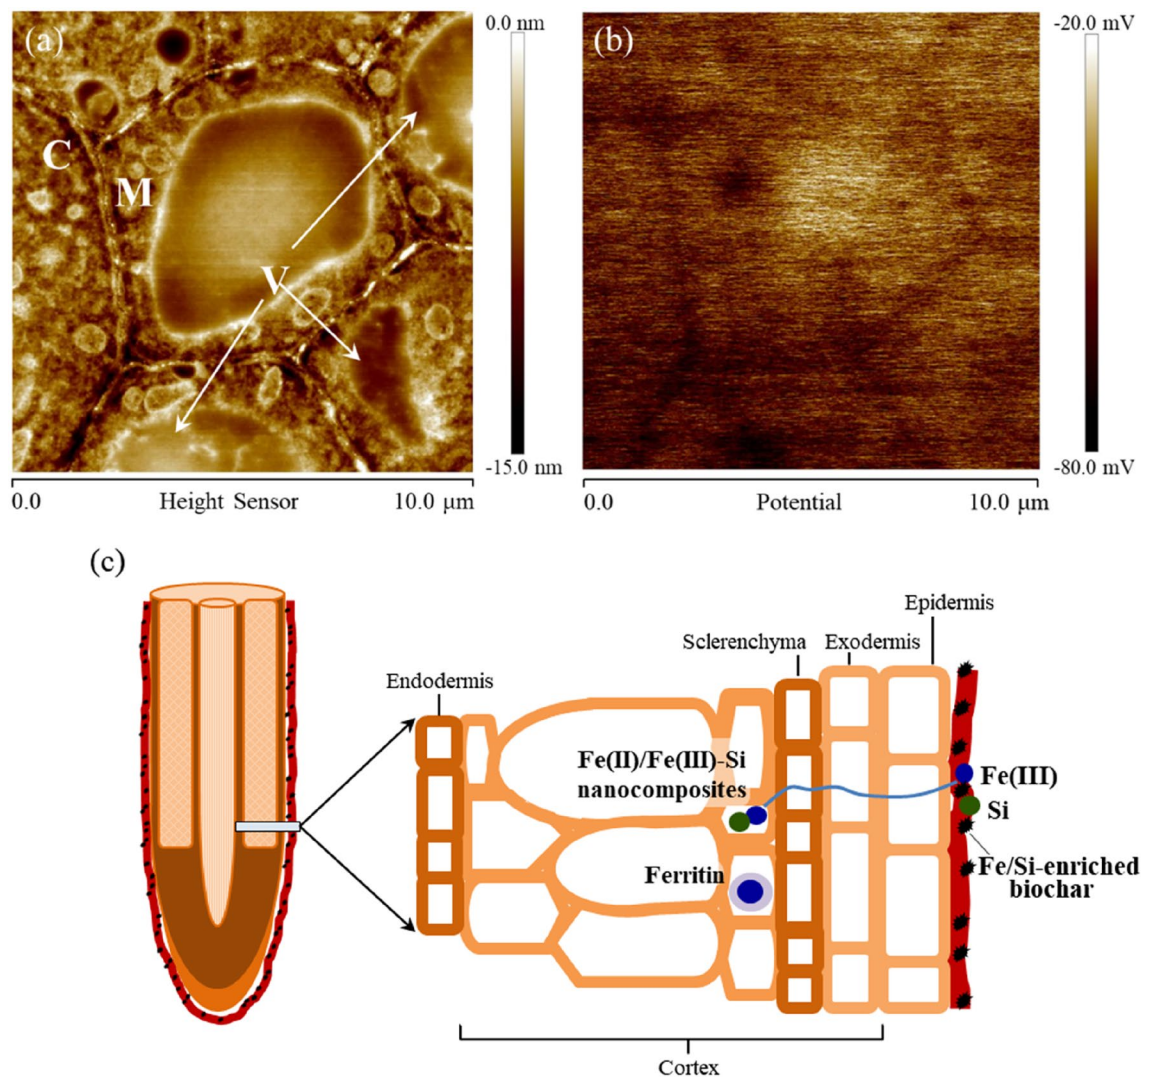 (a)
0.0 nm
C
M
V
-15.0 nm
0.0
Height Sensor
10.0 μm
(b)
-20.0 mV
-80.0 mV
0.0
Potential
10.0 μm
(c)
Epidermis
Sclerenchyma
Exodermis
Endodermis
Fe(II)/Fe(III)-Si
nanocomposites
Fe(III)
Si
Ferritin
Fe/Si-enriched
biochar
Cortex